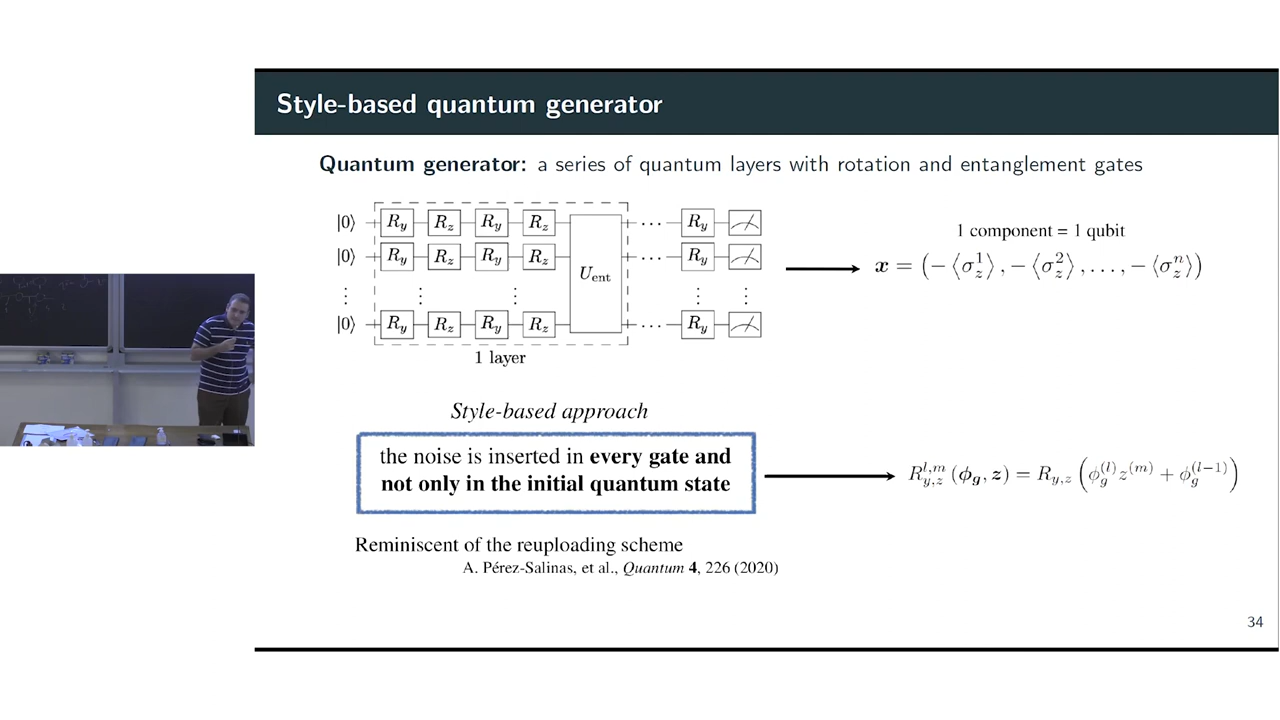 Style-based quantum generator
Quantum generator: a series of quantum layers with rotation and entanglement gates
|0⟩ R_y R_z R_y R_z ⋯ R_y
|0⟩ R_y R_z R_y R_z ⋯ R_y
U_ent
⋮ ⋮ ⋮ ⋮ ⋮
|0⟩ R_y R_z R_y R_z ⋯ R_y
1 layer
1 component = 1 qubit
x = (−⟨σ_z^1⟩, −⟨σ_z^2⟩, …, −⟨σ_z^n⟩)
Style-based approach
the noise is inserted in every gate and
not only in the initial quantum state
R_{y,z}^{l,m}(ϕ_g, z) = R_{y,z}(ϕ_g^{(l)} z^{(m)} + ϕ_g^{(l−1)})
Reminiscent of the reuploading scheme
A. Pérez-Salinas, et al., Quantum 4, 226 (2020)
34